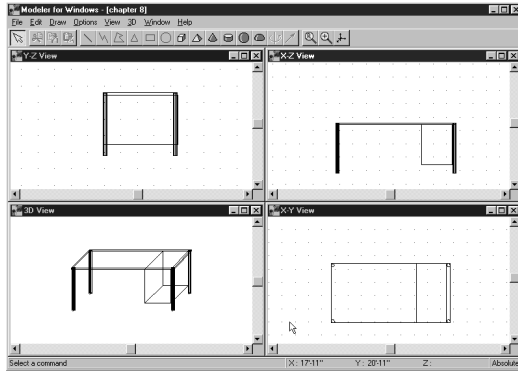 Modeler for Windows - [chapter 8]
File Edit Draw Options View 3D Window Help
Y-Z View
X-Z View
3D View
X-Y View
Select a command X: 17'-11" Y: 20'-11" Z: Absolute